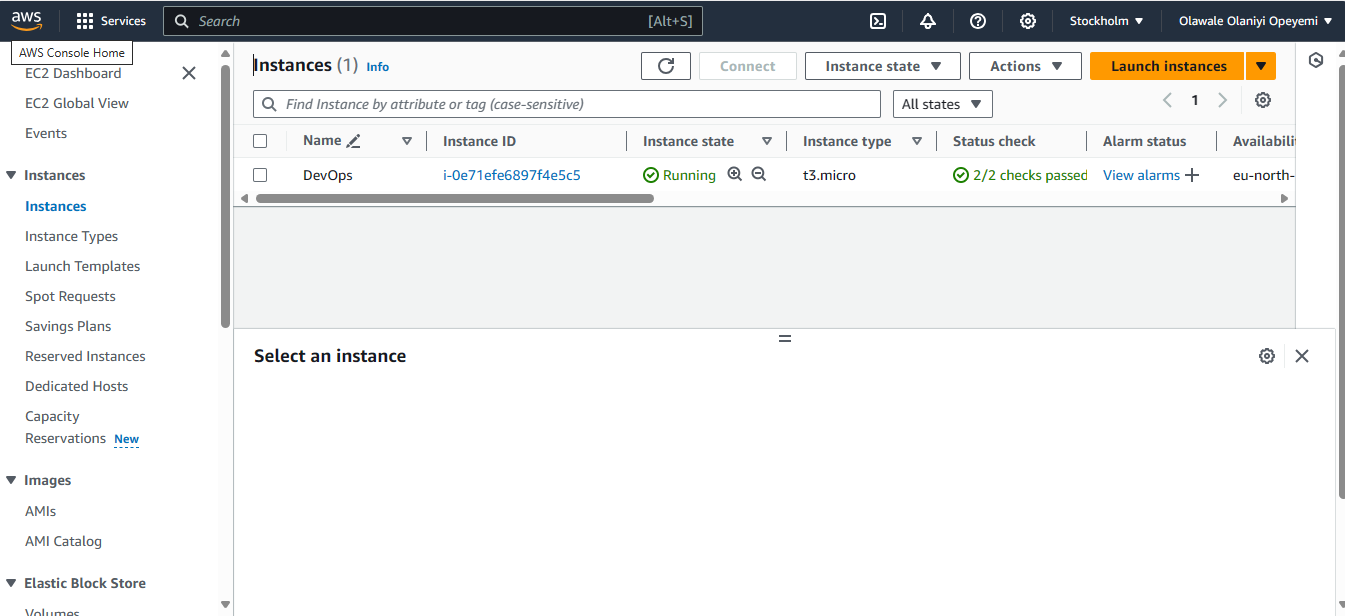 aws Services Search [Alt+S] Stockholm Olawale Olaniyi Opeyemi
AWS Console Home
EC2 Dashboard
EC2 Global View
Events
Instances
Instances
Instance Types
Launch Templates
Spot Requests
Savings Plans
Reserved Instances
Dedicated Hosts
Capacity
Reservations New
Images
AMIs
AMI Catalog
Elastic Block Store
Volumes
Instances (1) Info Connect Instance state Actions Launch instances
Find Instance by attribute or tag (case-sensitive) All states 1
Name Instance ID Instance state Instance type Status check Alarm status Availabili
DevOps i-0e71efe6897f4e5c5 Running t3.micro 2/2 checks passed View alarms eu-north-
Select an instance